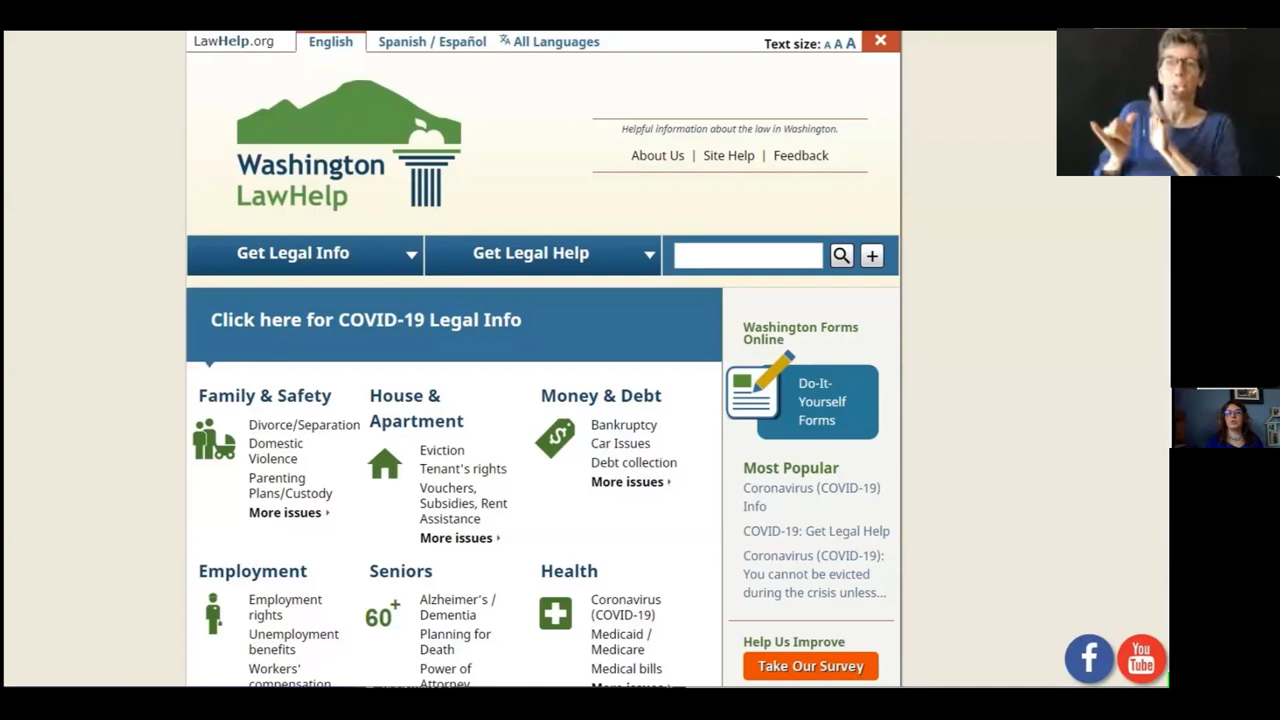 LawHelp.org
English
Spanish / Español
All Languages
Text size: A A A
Washington
LawHelp
Helpful information about the law in Washington.
About Us | Site Help | Feedback
Get Legal Info
Get Legal Help
Click here for COVID-19 Legal Info
Family & Safety
Divorce/Separation
Domestic
Violence
Parenting
Plans/Custody
More issues
House &
Apartment
Eviction
Tenant's rights
Vouchers,
Subsidies, Rent
Assistance
More issues
Money & Debt
Bankruptcy
Car Issues
Debt collection
More issues
Employment
Employment
rights
Unemployment
benefits
Workers'
compensation
Seniors
60+
Alzheimer's /
Dementia
Planning for
Death
Power of
Attorney
Health
Coronavirus
(COVID-19)
Medicaid /
Medicare
Medical bills
More issues
Washington Forms
Online
Do-It-
Yourself
Forms
Most Popular
Coronavirus (COVID-19)
Info
COVID-19: Get Legal Help
Coronavirus (COVID-19):
You cannot be evicted
during the crisis unless...
Help Us Improve
Take Our Survey
You
Tube